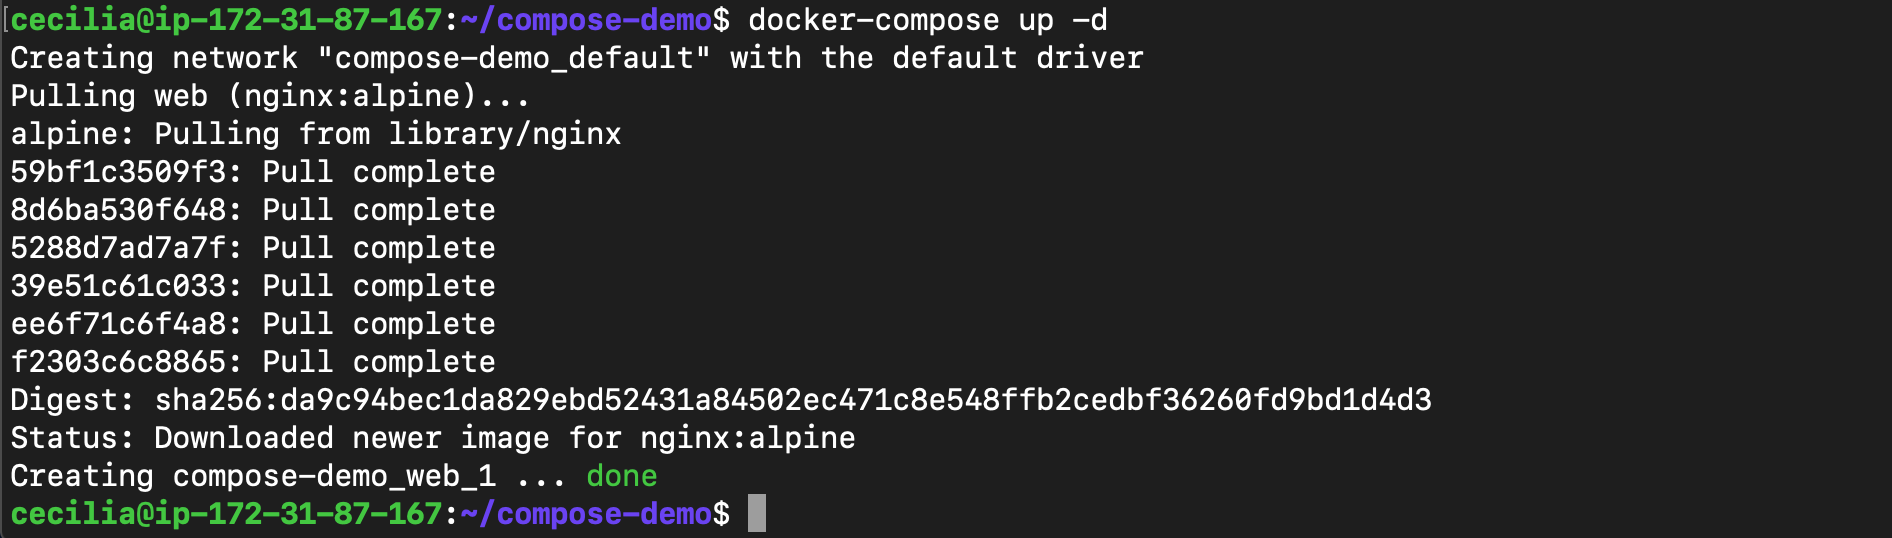 cecilia@ip-172-31-87-167:~/compose-demo$ docker-compose up -d
Creating network "compose-demo_default" with the default driver
Pulling web (nginx:alpine)...
alpine: Pulling from library/nginx
59bf1c3509f3: Pull complete
8d6ba530f648: Pull complete
5288d7ad7a7f: Pull complete
39e51c61c033: Pull complete
ee6f71c6f4a8: Pull complete
f2303c6c8865: Pull complete
Digest: sha256:da9c94bec1da829ebd52431a84502ec471c8e548ffb2cedbf36260fd9bd1d4d3
Status: Downloaded newer image for nginx:alpine
Creating compose-demo_web_1 ... done
cecilia@ip-172-31-87-167:~/compose-demo$